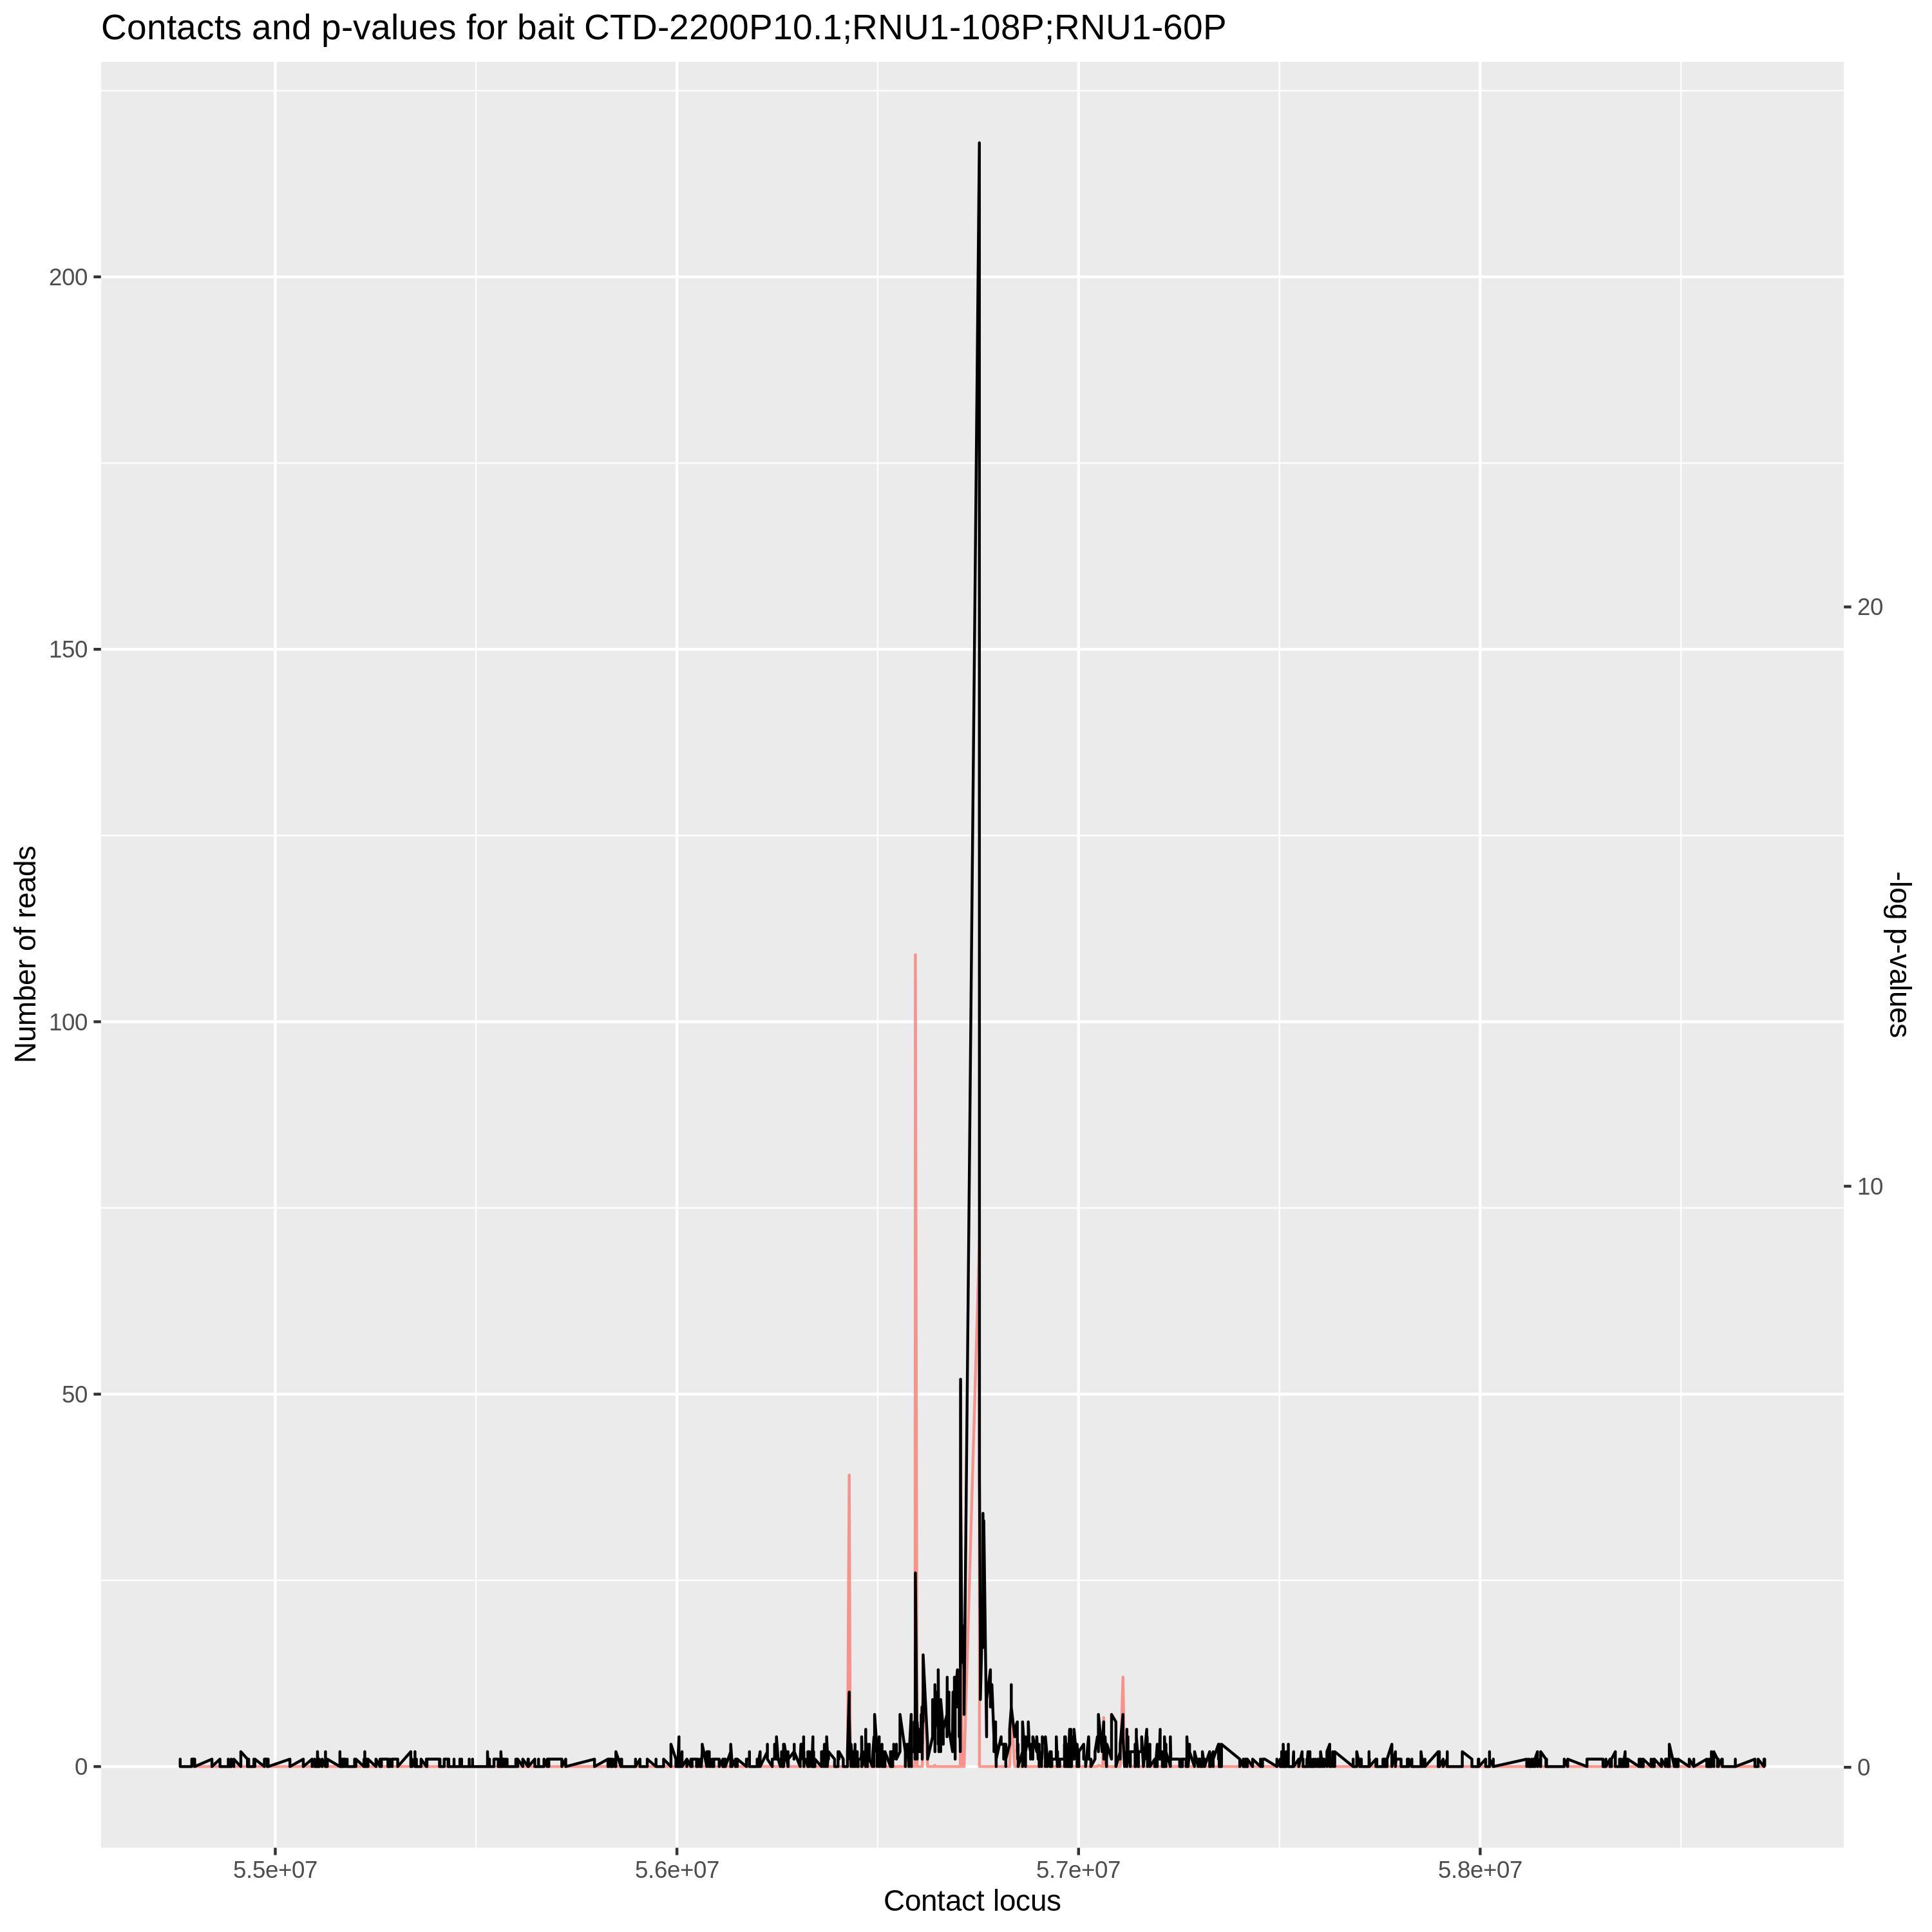 Contacts and p-values for bait CTD-2200P10.1;RNU1-108P;RNU1-60P
200
150
100
50
0
Number of reads
20
10
0
-log p-values
5.5e+07
5.6e+07
5.7e+07
5.8e+07
Contact locus